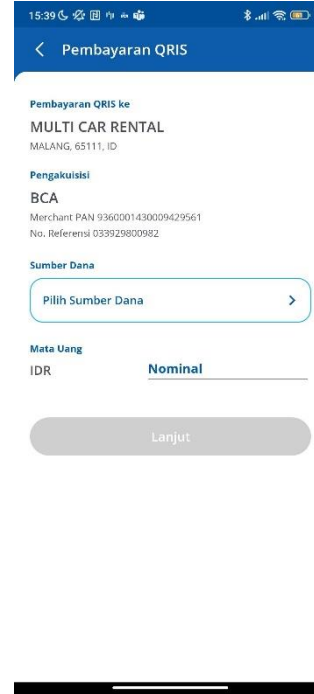 15:39
Pembayaran QRIS
Pembayaran QRIS ke
MULTI CAR RENTAL
MALANG, 65111, ID
Pengakuisisi
BCA
Merchant PAN 9360001430009429561
No. Referensi 033929800982
Sumber Dana
Pilih Sumber Dana
Mata Uang
IDR Nominal
Lanjut